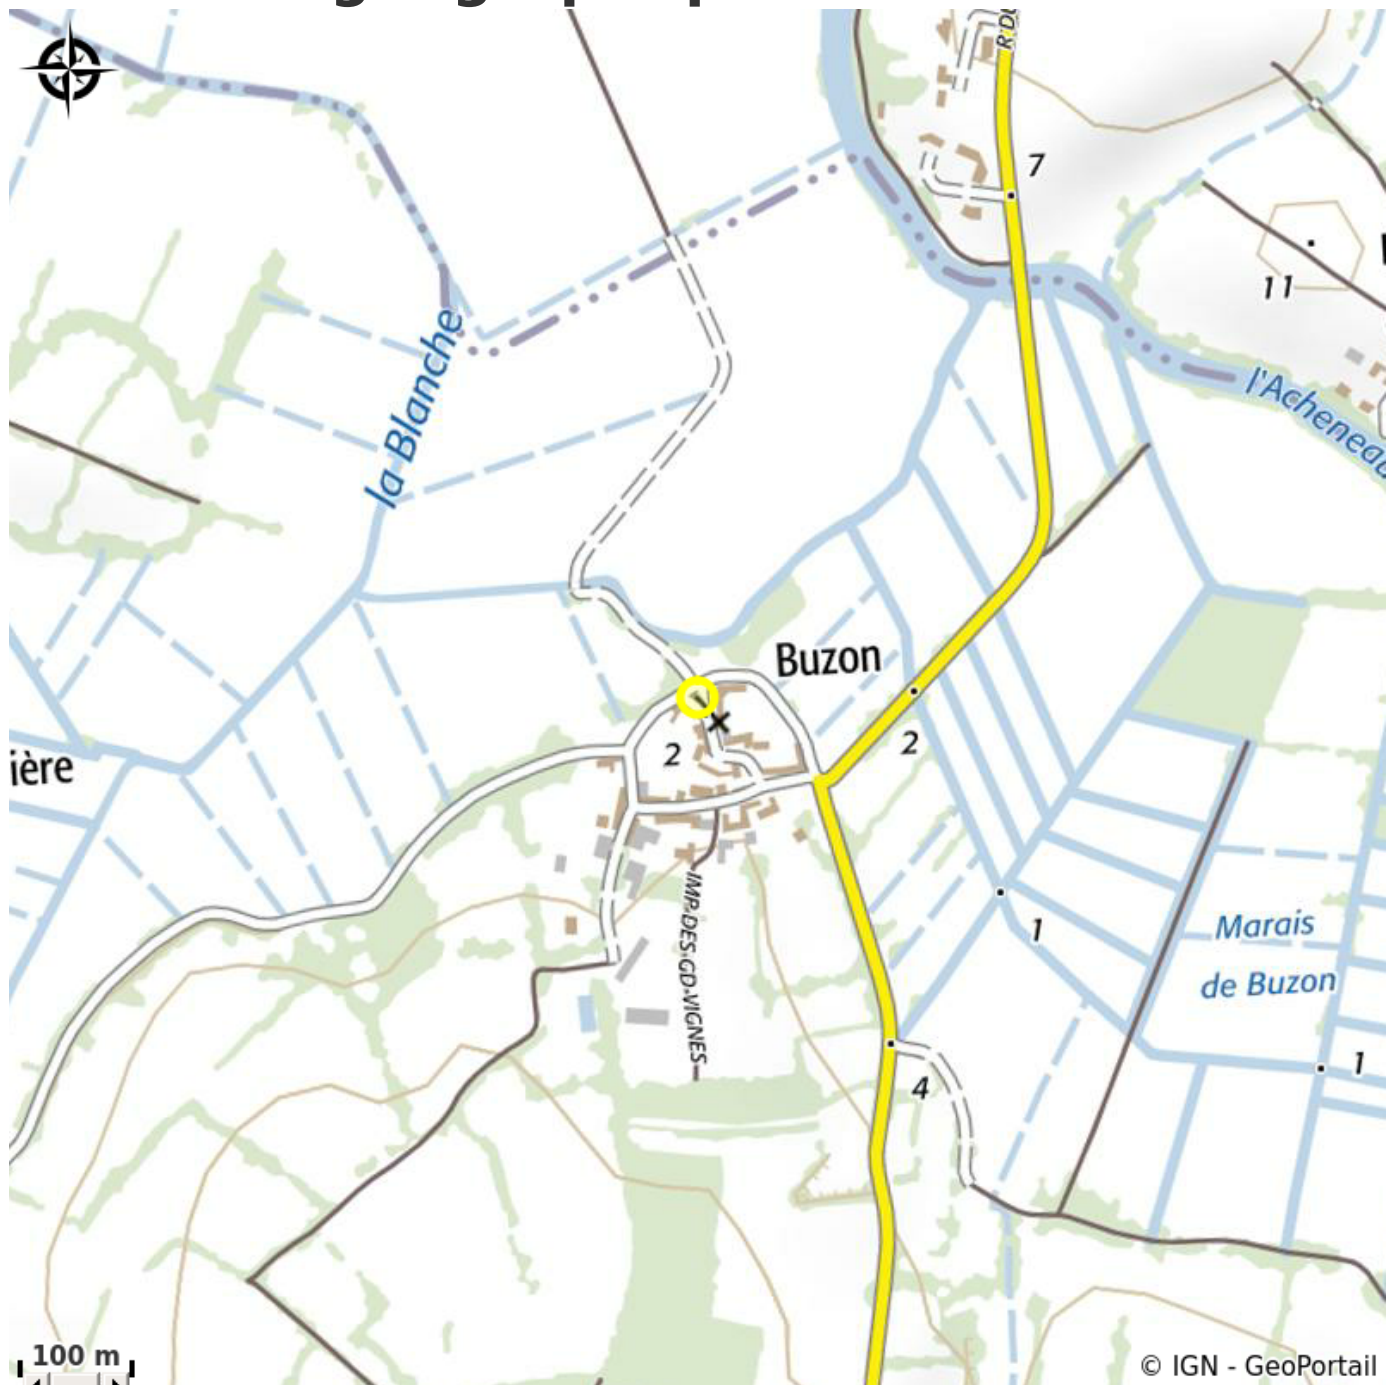 R DU
7
11
la Blanche
l'Acheneau
Buzon
2
2
ière
IMP DES GD VIGNES
1
Marais
de Buzon
1
4
100 m
© IGN - GeoPortail